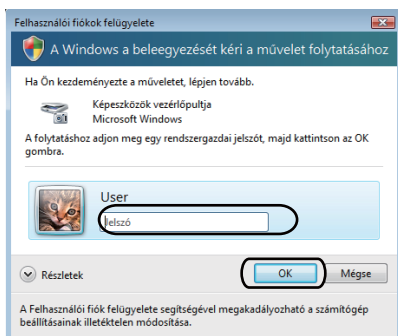 Felhasználói fiókok felügyelete
A Windows a beleegyezését kéri a művelet folytatásához
Ha Ön kezdeményezte a műveletet, lépjen tovább.
Képeszközök vezérlőpultja
Microsoft Windows
A folytatáshoz adjon meg egy rendszergazdai jelszót, majd kattintson az OK
gombra.
User
Jelszó
Részletek
OK
Mégse
A Felhasználói fiók felügyelete segítségével megakadályozható a számítógép
beállításainak illetéktelen módosítása.